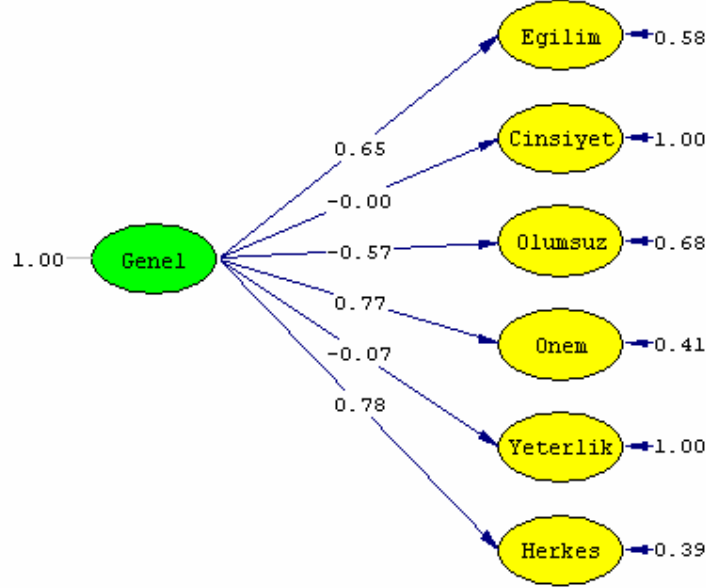 Egilim
0.58
0.65
Cinsiyet
1.00
-0.00
Olumsuz
0.68
1.00
Genel
-0.57
0.77
Onem
0.41
-0.07
0.78
Yeterlik
1.00
Herkes
0.39